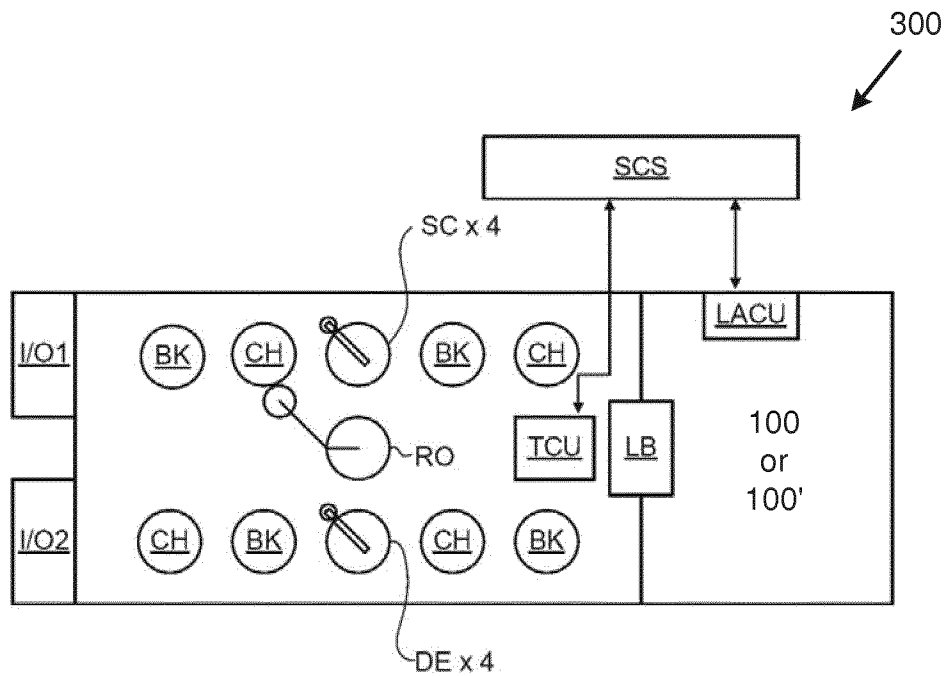 300
SCS
SC x 4
I/O1
BK
CH
BK
CH
LACU
RO
TCU
LB
100
or
100'
I/O2
CH
BK
CH
BK
DE x 4